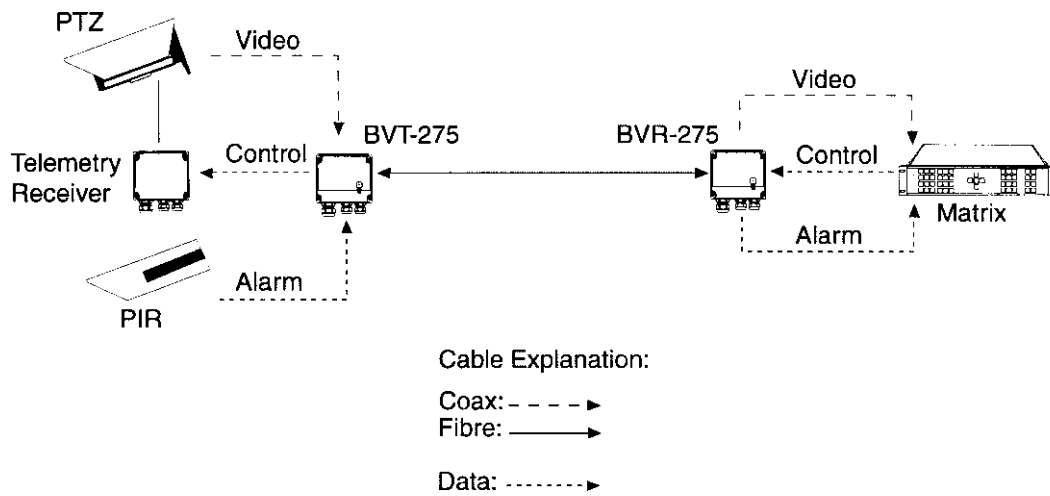 PTZ
Video
BVT-275
BVR-275
Video
Telemetry
Receiver
Control
Control
Matrix
Alarm
Alarm
PIR
Cable Explanation:
Coax:
Fibre:
Data: